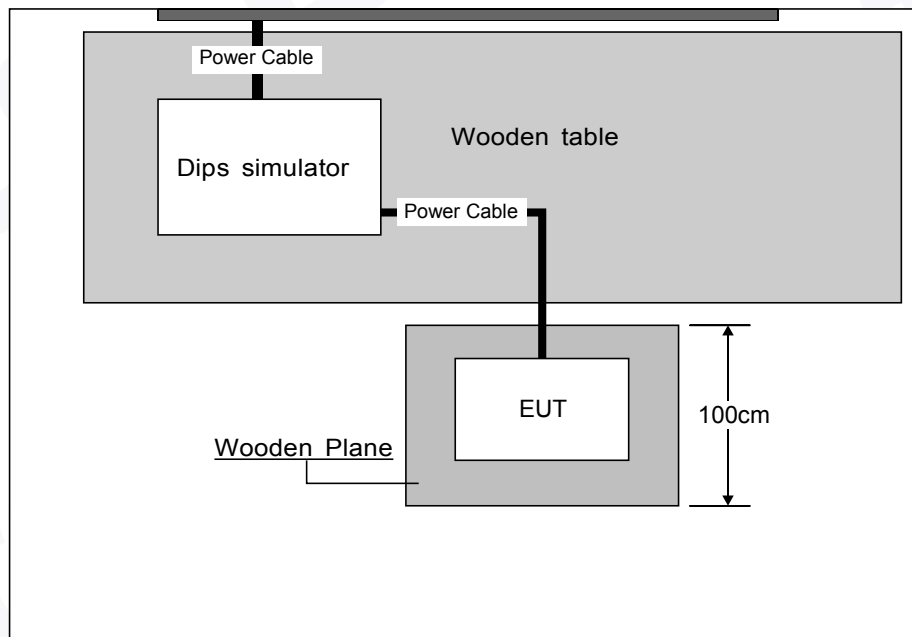 Power Cable
Wooden table
Dips simulator
Power Cable
EUT
100cm
Wooden Plane